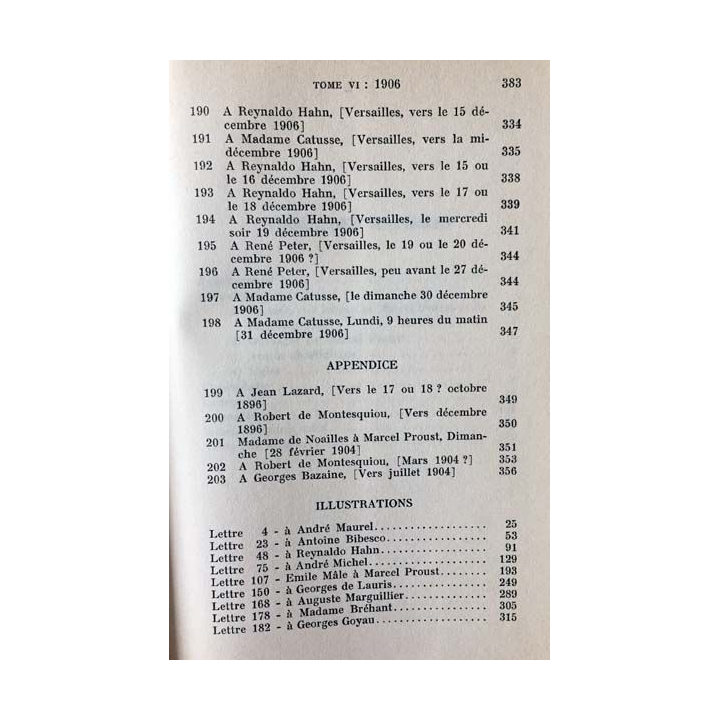 TOME VI : 1906 383
190 A Reynaldo Hahn, [Versailles, vers le 15 dé-
cembre 1906] 334
191 A Madame Catusse, [Versailles, vers la mi-
décembre 1906] 335
192 A Reynaldo Hahn, [Versailles, vers le 15 ou
le 16 décembre 1906] 338
193 A Reynaldo Hahn, [Versailles, vers le 17 ou
le 18 décembre 1906] 339
194 A Reynaldo Hahn, [Versailles, le mercredi
soir 19 décembre 1906] 341
195 A René Peter, [Versailles, le 19 ou le 20 dé-
cembre 1906 ?] 344
196 A René Peter, [Versailles, peu avant le 27 dé-
cembre 1906] 344
197 A Madame Catusse, [le dimanche 30 décembre
1906] 345
198 A Madame Catusse, Lundi, 9 heures du matin
[31 décembre 1906] 347
APPENDICE
199 A Jean Lazard, [Vers le 17 ou 18 ? octobre
1896] 349
200 A Robert de Montesquiou, [Vers décembre
1896] 350
201 Madame de Noailles à Marcel Proust, Diman-
che [28 février 1904] 351
202 A Robert de Montesquiou, [Mars 1904 ?] 353
203 A Georges Bazaine, [Vers juillet 1904] 356
ILLUSTRATIONS
Lettre 4 - à André Maurel.................. 25
Lettre 23 - à Antoine Bibesco................ 53
Lettre 48 - à Reynaldo Hahn................. 91
Lettre 75 - à André Michel.................. 129
Lettre 107 - Emile Mâle à Marcel Proust....... 193
Lettre 150 - à Georges de Lauris.............. 249
Lettre 168 - à Auguste Marguillier............ 289
Lettre 178 - à Madame Bréhant.............. 305
Lettre 182 - à Georges Goyau................. 315